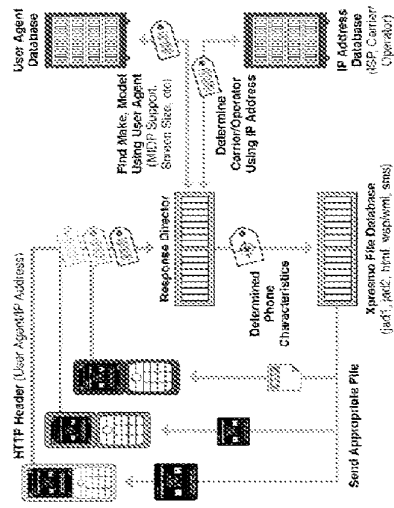 HTTP Header (User Agent/IP Address)
User Agent
Database
Find Make, Model
Using User Agent
(MIDP Support,
Screen Size, etc)
Response Director
Determine
Carrier/Operator
Using IP Address
IP Address
Database
(ISP, Carrier/
Operator)
Determined
Phone
Characteristics
Send Appropriate File
Xpresmo File Database
(jad1, jad2, html, wsp/wml, sms)